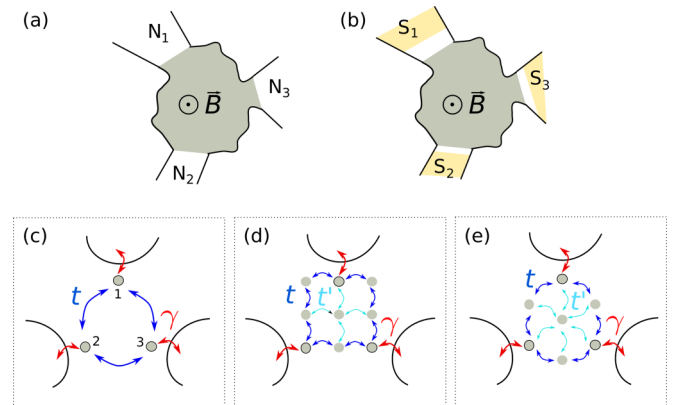 (a)
N₁
N₃
N₂
⊙ B⃗
(b)
S₁
S₃
S₂
⊙ B⃗
(c)
t
1
γ
2
3
(d)
t
t'
γ
(e)
t
t'
γ